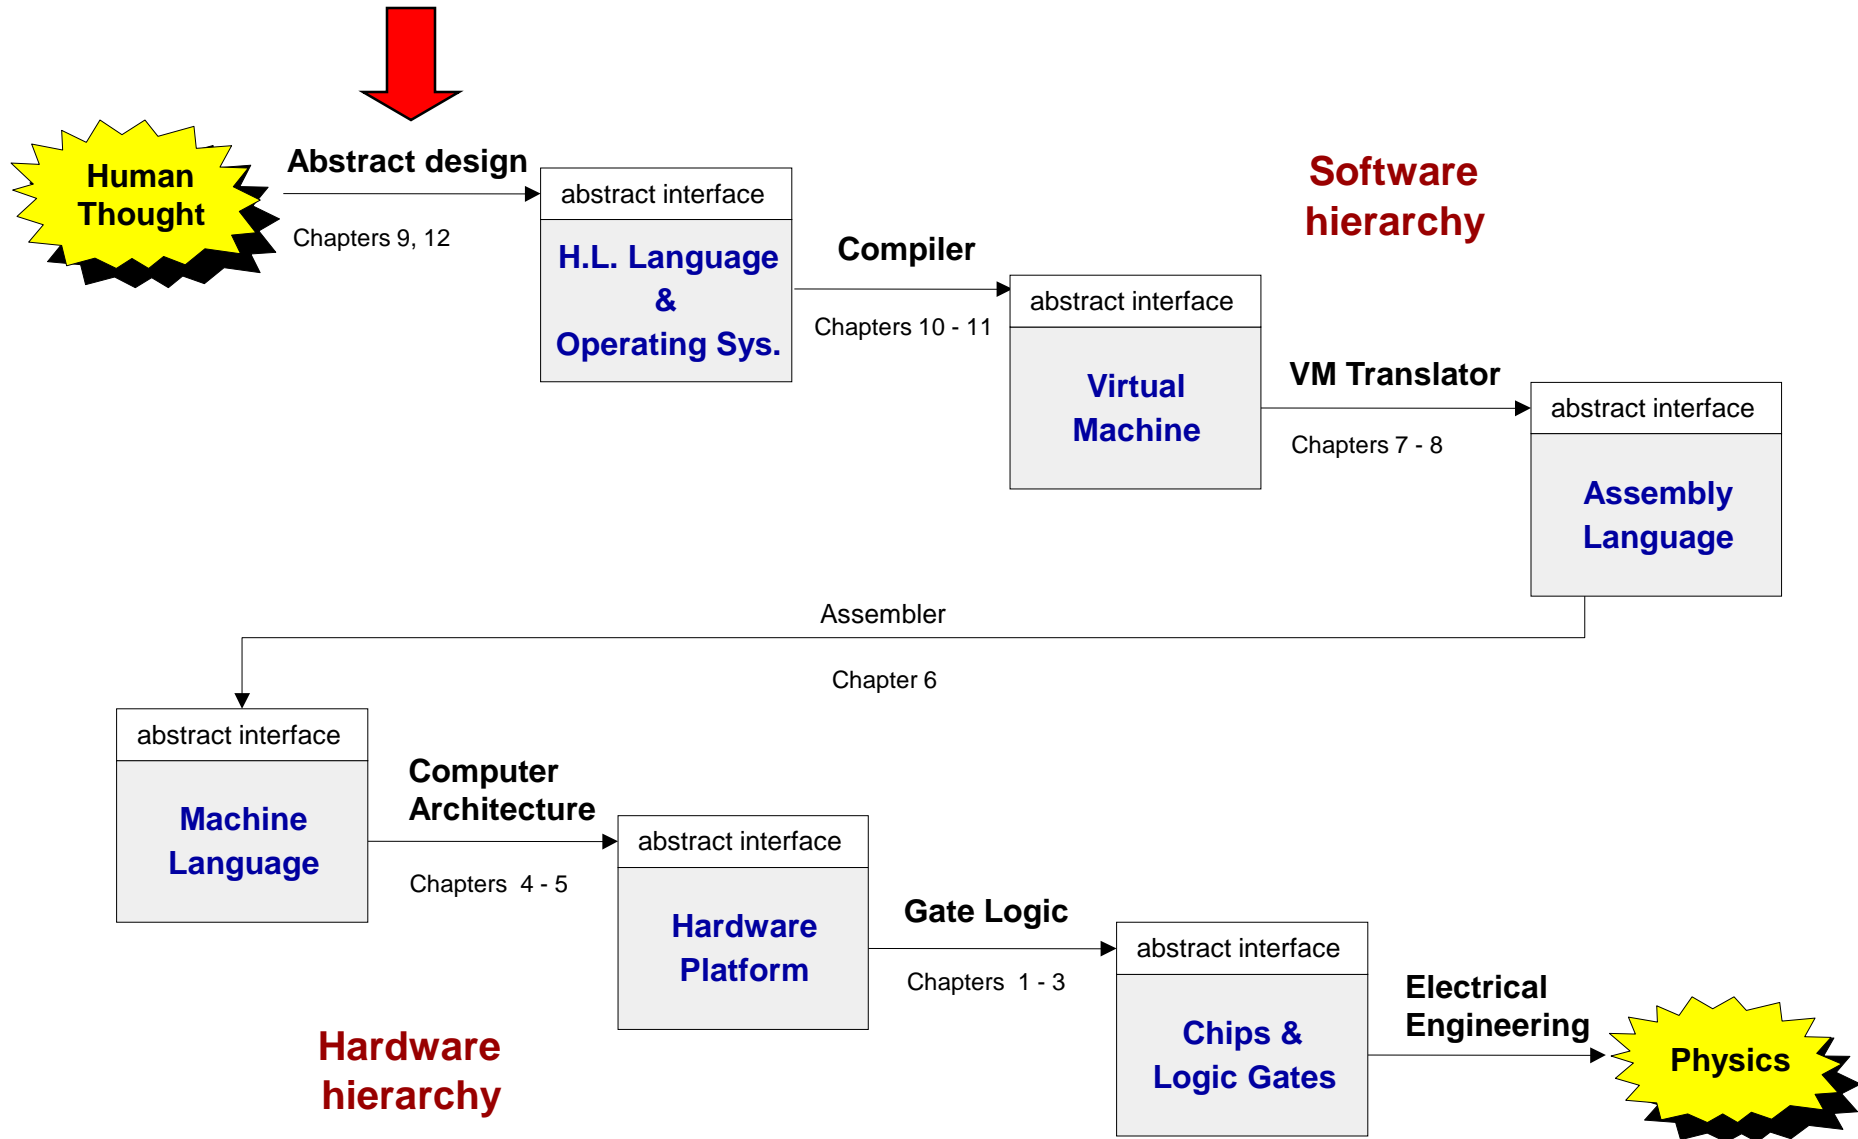 Human
Thought
Abstract design
Chapters 9, 12
abstract interface
H.L. Language
&
Operating Sys.
Software
hierarchy
Compiler
Chapters 10 - 11
abstract interface
Virtual
Machine
VM Translator
Chapters 7 - 8
abstract interface
Assembly
Language
Assembler
Chapter 6
abstract interface
Machine
Language
Computer
Architecture
Chapters 4 - 5
abstract interface
Hardware
Platform
Gate Logic
Chapters 1 - 3
abstract interface
Chips &
Logic Gates
Electrical
Engineering
Physics
Hardware
hierarchy